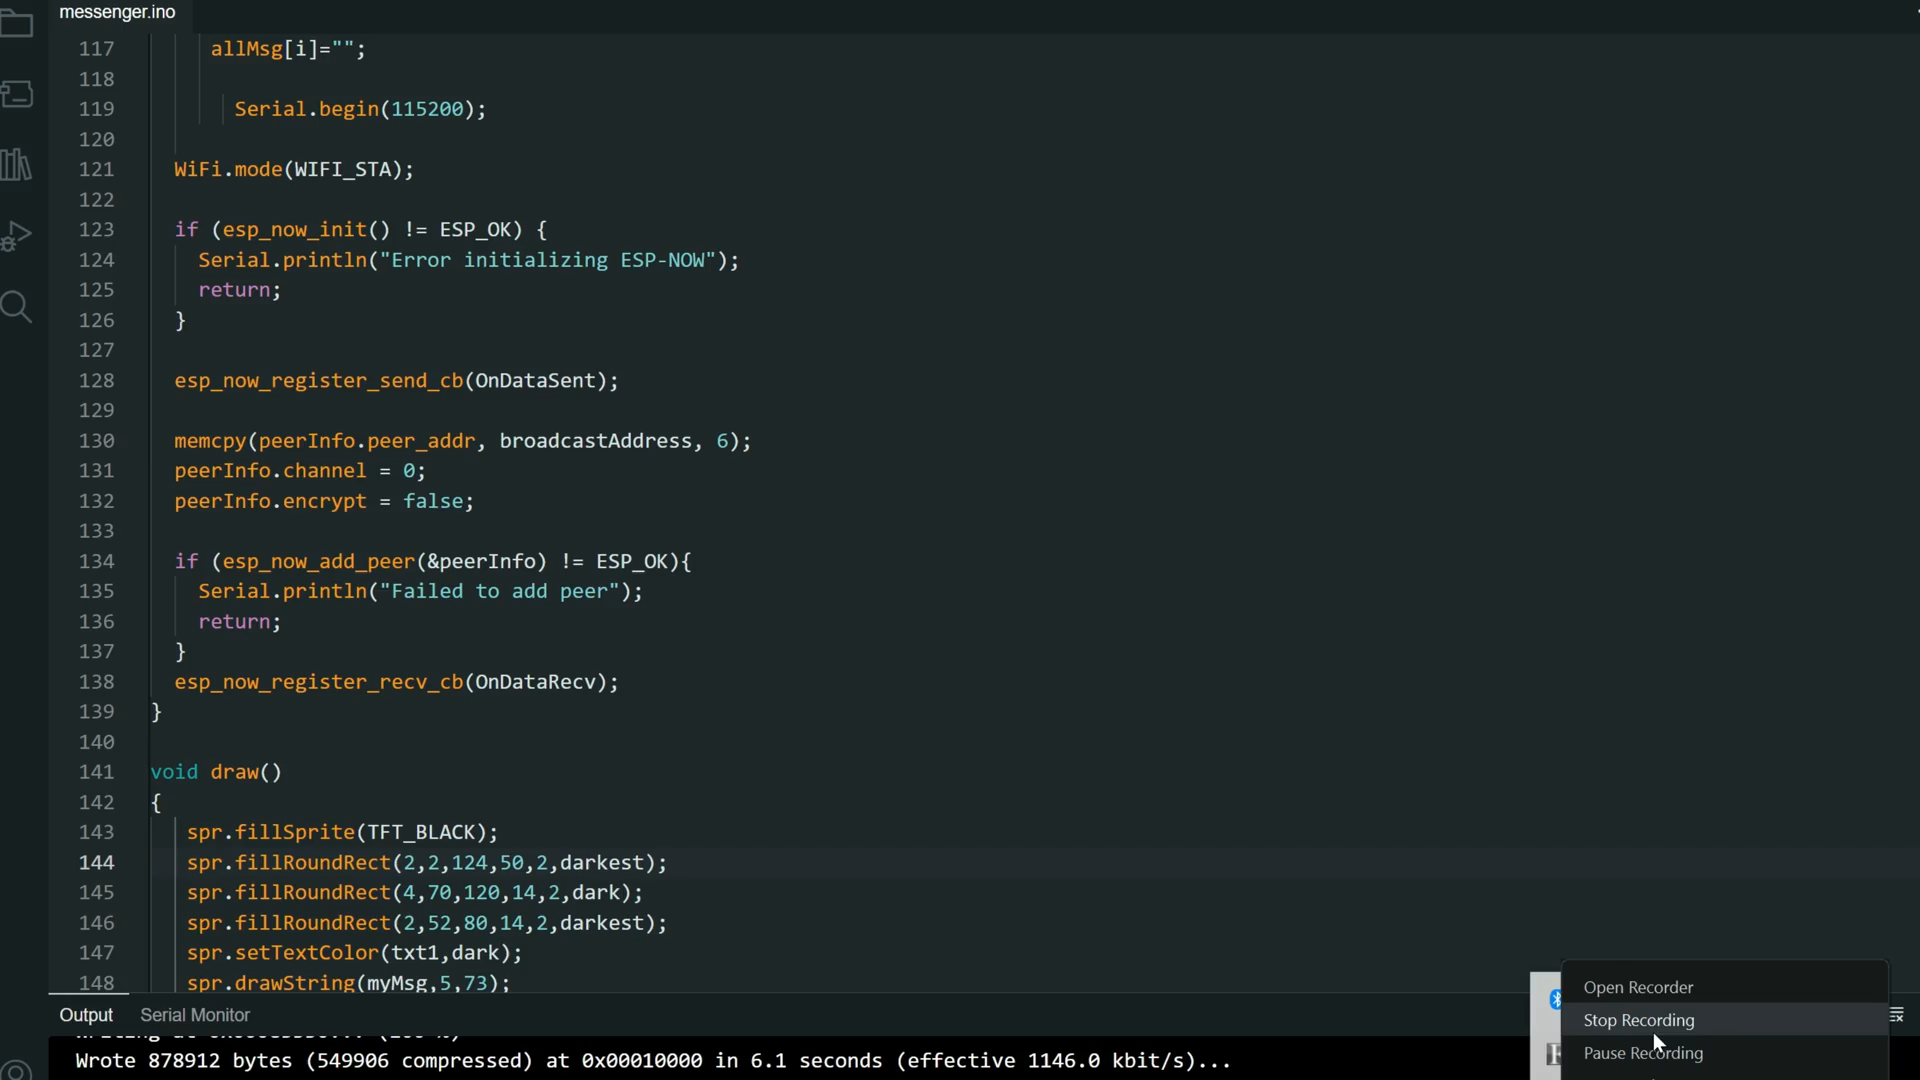 messenger.ino
117 allMsg[i]="";
118
119 Serial.begin(115200);
120
121 WiFi.mode(WIFI_STA);
122
123 if (esp_now_init() != ESP_OK) {
124 Serial.println("Error initializing ESP-NOW");
125 return;
126 }
127
128 esp_now_register_send_cb(OnDataSent);
129
130 memcpy(peerInfo.peer_addr, broadcastAddress, 6);
131 peerInfo.channel = 0;
132 peerInfo.encrypt = false;
133
134 if (esp_now_add_peer(&peerInfo) != ESP_OK){
135 Serial.println("Failed to add peer");
136 return;
137 }
138 esp_now_register_recv_cb(OnDataRecv);
139 }
140
141 void draw()
142 {
143 spr.fillSprite(TFT_BLACK);
144 spr.fillRoundRect(2,2,124,50,2,darkest);
145 spr.fillRoundRect(4,70,120,14,2,dark);
146 spr.fillRoundRect(2,52,80,14,2,darkest);
147 spr.setTextColor(txt1,dark);
148 spr.drawString(myMsg,5,73);
Open Recorder
Stop Recording
Pause Recording
Output Serial Monitor
Wrote 878912 bytes (549906 compressed) at 0x00010000 in 6.1 seconds (effective 1146.0 kbit/s)...